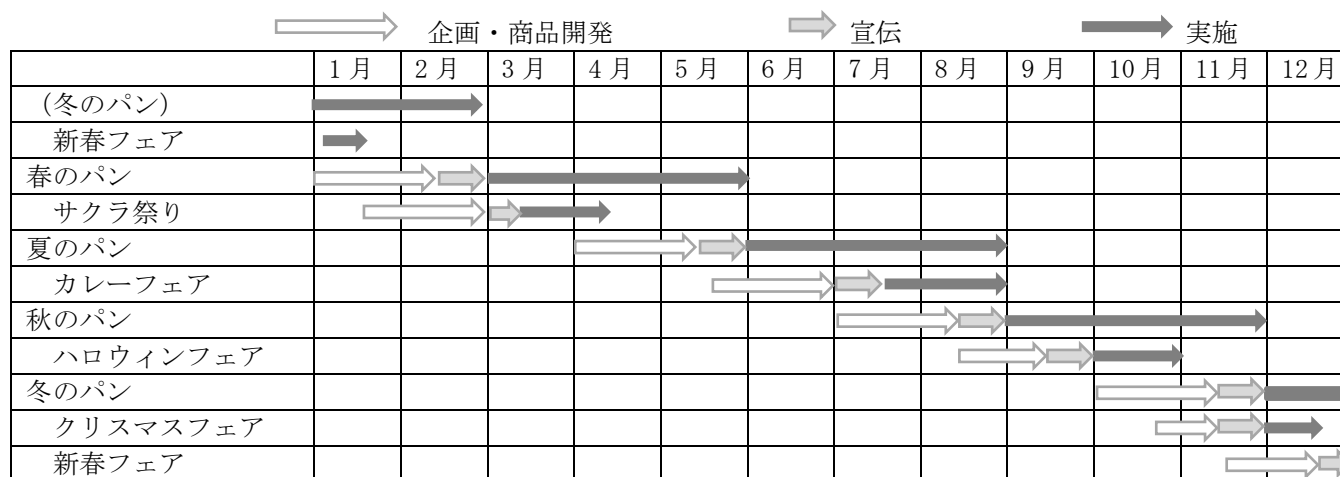 企画・商品開発 宣伝 実施
1月 2月 3月 4月 5月 6月 7月 8月 9月 10月 11月 12月
（冬のパン）
新春フェア
春のパン
サクラ祭り
夏のパン
カレーフェア
秋のパン
ハロウィンフェア
冬のパン
クリスマスフェア
新春フェア